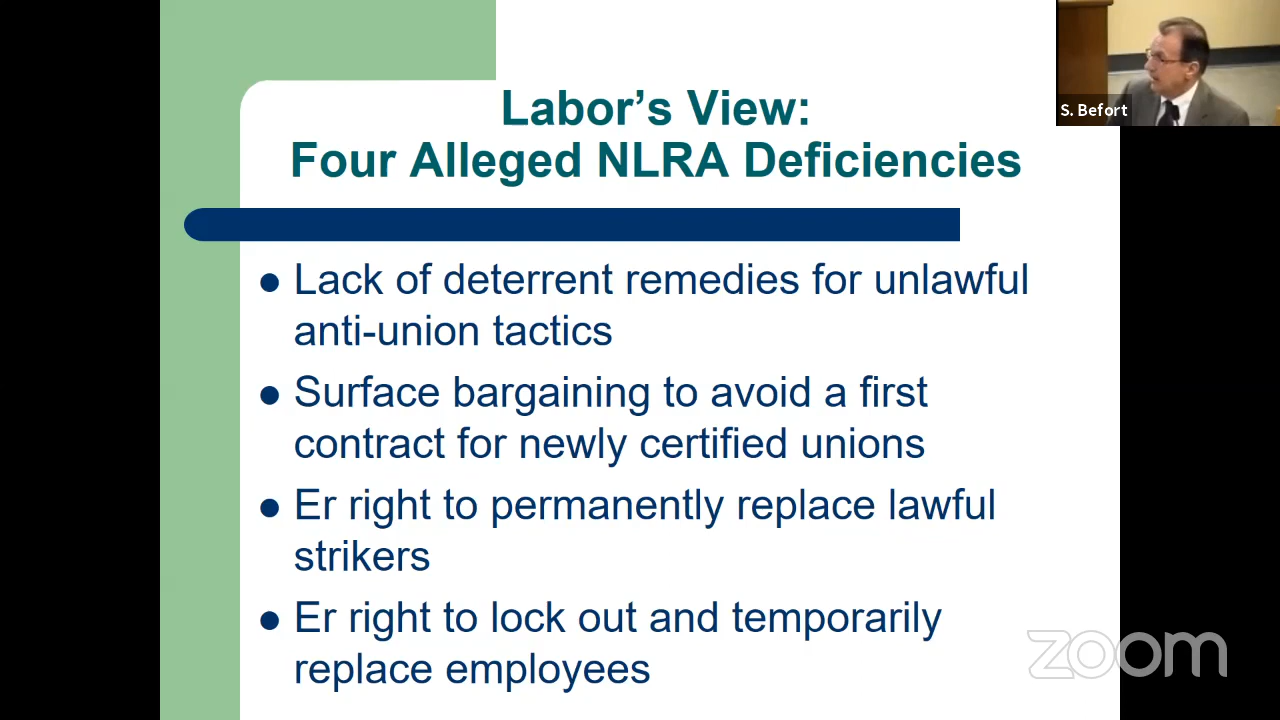 Labor’s View:
Four Alleged NLRA Deficiencies
● Lack of deterrent remedies for unlawful
anti-union tactics
● Surface bargaining to avoid a first
contract for newly certified unions
● Er right to permanently replace lawful
strikers
● Er right to lock out and temporarily
replace employees
S. Befort
zoom